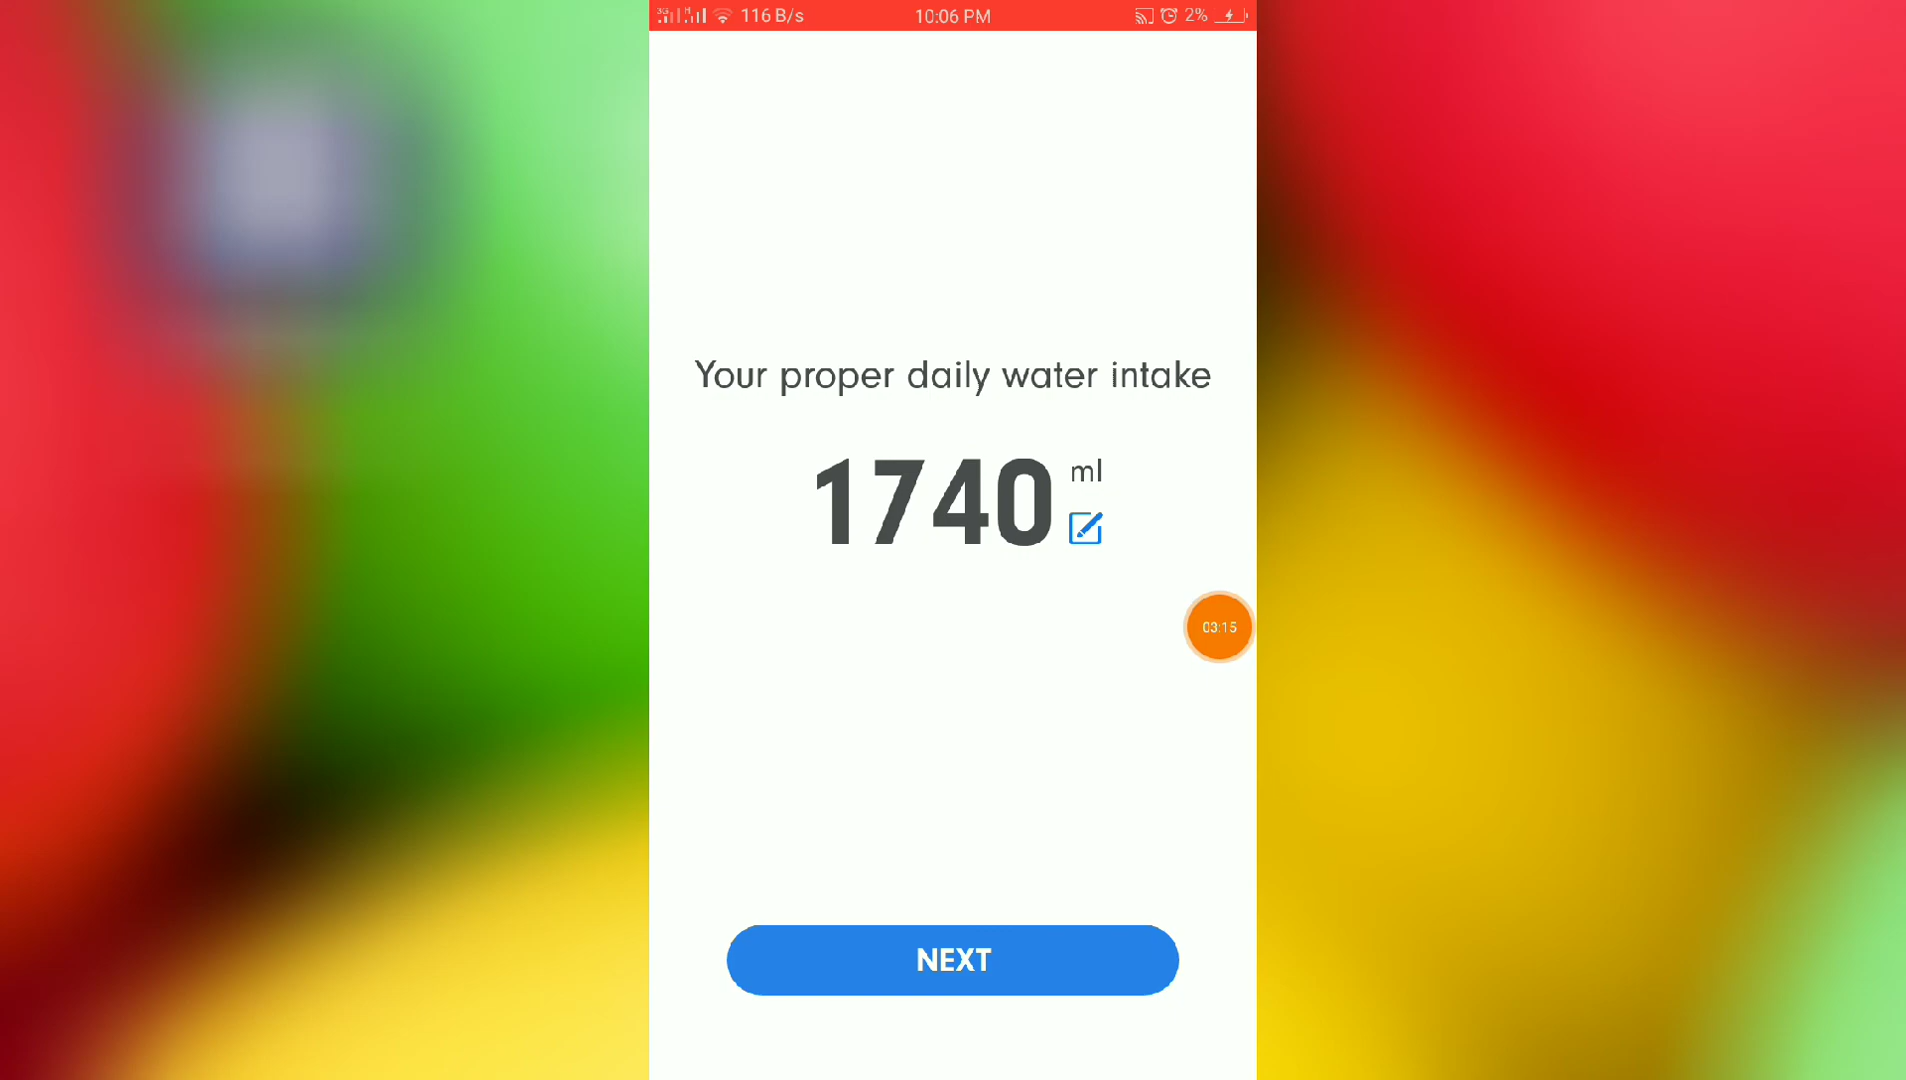 116 B/s 10:06 PM 2%
Your proper daily water intake
1740 ml
03:15
NEXT